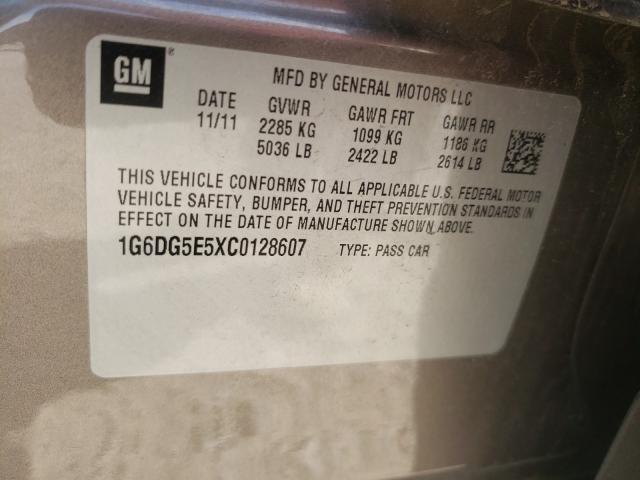 GM ®
MFD BY GENERAL MOTORS LLC
DATE GVWR GAWR FRT GAWR RR
11/11 2285 KG 1099 KG 1186 KG
5036 LB 2422 LB 2614 LB
THIS VEHICLE CONFORMS TO ALL APPLICABLE U.S. FEDERAL MOTOR
VEHICLE SAFETY, BUMPER, AND THEFT PREVENTION STANDARDS IN
EFFECT ON THE DATE OF MANUFACTURE SHOWN ABOVE.
1G6DG5E5XC0128607 TYPE: PASS CAR